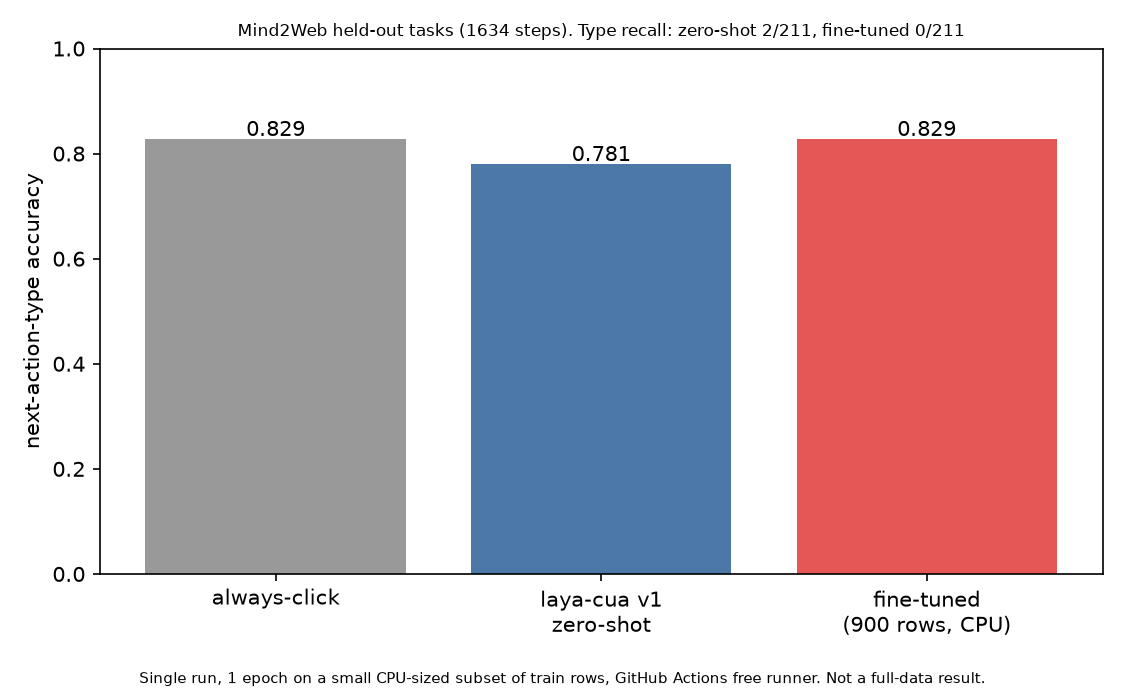 Mind2Web held-out tasks (1634 steps). Type recall: zero-shot 2/211, fine-tuned 0/211
next-action-type accuracy
1.0
0.8
0.6
0.4
0.2
0.0
0.829
0.781
0.829
always-click
laya-cua v1
zero-shot
fine-tuned
(900 rows, CPU)
Single run, 1 epoch on a small CPU-sized subset of train rows, GitHub Actions free runner. Not a full-data result.